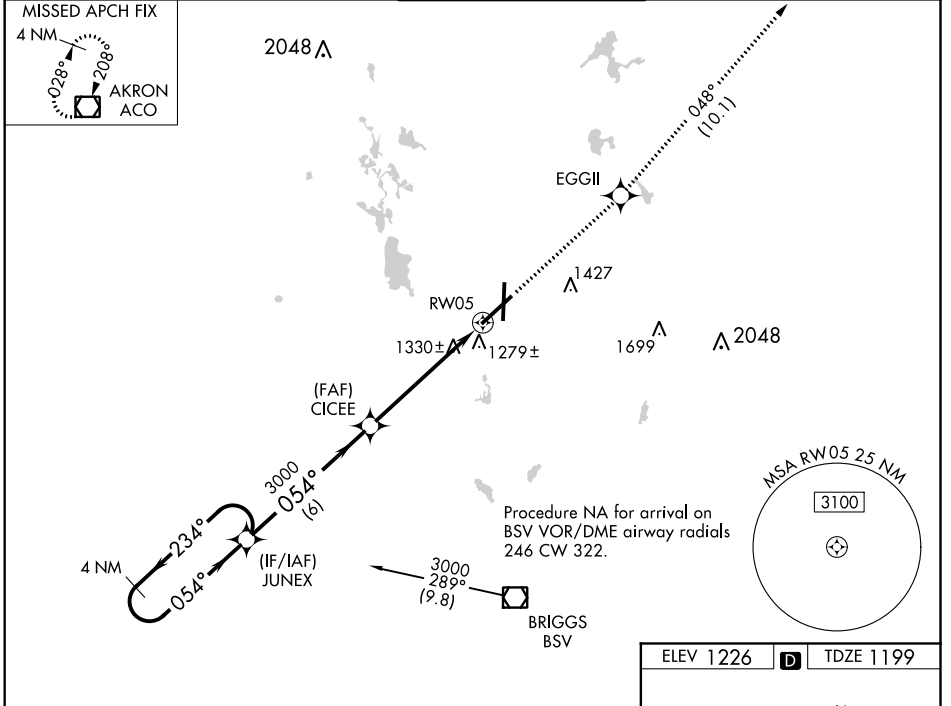 MISSED APCH FIX
4 NM
028°
208°
AKRON
ACO
2048
048°
(10.1)
EGGII
1427
RW05
1330±
1279±
1699
2048
(FAF)
CICEE
3000
054°
(6)
MSA RW05 25 NM
3100
Procedure NA for arrival on
BSV VOR/DME airway radials
246 CW 322.
234°
4 NM
054°
(IF/IAF)
JUNEX
3000
289°
(9.8)
BRIGGS
BSV
ELEV 1226
D
TDZE 1199